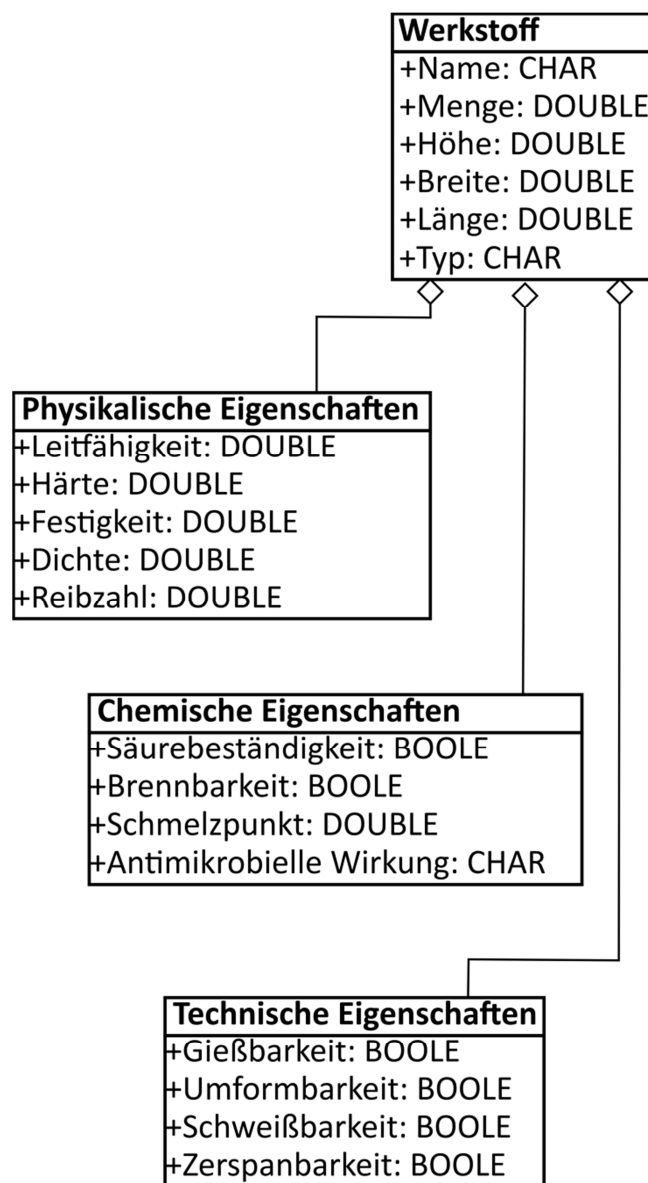 Werkstoff
+Name: CHAR
+Menge: DOUBLE
+Höhe: DOUBLE
+Breite: DOUBLE
+Länge: DOUBLE
+Typ: CHAR
Physikalische Eigenschaften
+Leitfähigkeit: DOUBLE
+Härte: DOUBLE
+Festigkeit: DOUBLE
+Dichte: DOUBLE
+Reibzahl: DOUBLE
Chemische Eigenschaften
+Säurebeständigkeit: BOOLE
+Brennbarkeit: BOOLE
+Schmelzpunkt: DOUBLE
+Antimikrobielle Wirkung: CHAR
Technische Eigenschaften
+Gießbarkeit: BOOLE
+Umformbarkeit: BOOLE
+Schweißbarkeit: BOOLE
+Zerspanbarkeit: BOOLE